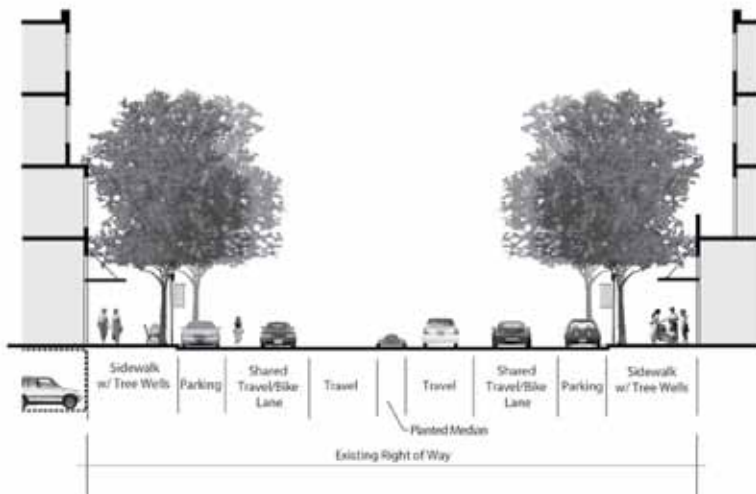 Sidewalk
w/ Tree Wells
Parking
Shared
Travel/Bike
Lane
Travel
Travel
Shared
Travel/Bike
Lane
Parking
Sidewalk
w/ Tree Wells
Planted Median
Existing Right of Way